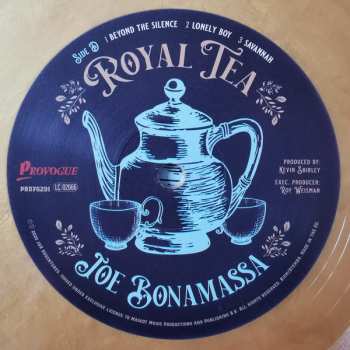 Side D
1 Beyond the Silence 2 Lonely Boy 3 Savannah
Royal Tea
Provogue
PRD76291
LC-02666
Produced by:
Kevin Shirley
Exec. Producer:
Roy Weisman
Joe Bonamassa